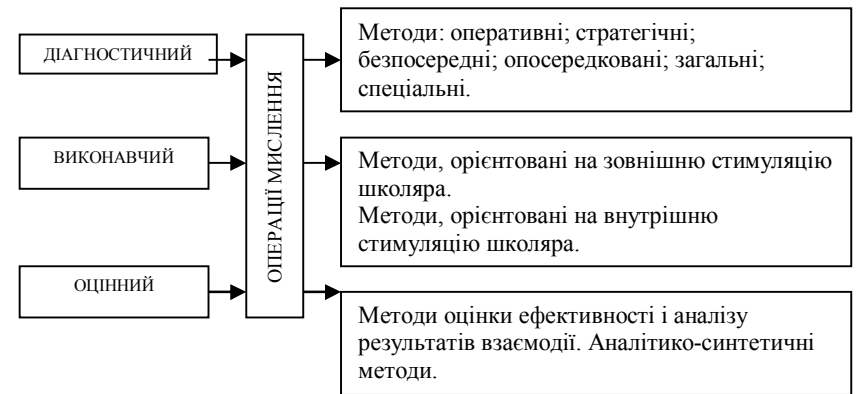 ДІАГНОСТИЧНИЙ
ВИКОНАВЧИЙ
ОЦІННИЙ
ОПЕРАЦІЇ МИСЛЕННЯ
Методи: оперативні; стратегічні;
безпосередні; опосередковані; загальні;
спеціальні.
Методи, орієнтовані на зовнішню стимуляцію
школяра.
Методи, орієнтовані на внутрішню
стимуляцію школяра.
Методи оцінки ефективності і аналізу
результатів взаємодії. Аналітико-синтетичні
методи.